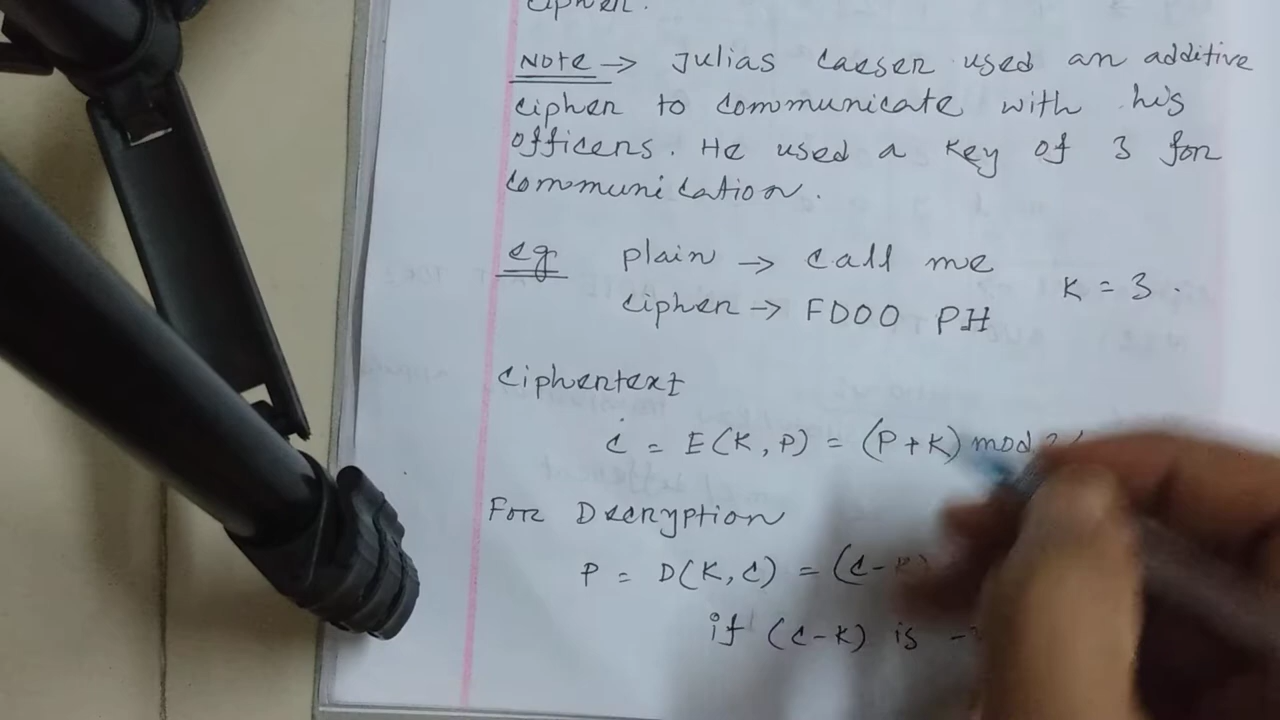 cipher.
Note → Julias Caeser used an additive
cipher to communicate with his
officers. He used a key of 3 for
communication.
eg plain → call me
K = 3.
cipher → FDOO PH
Ciphertext
C = E(K, P) = (P+K) mod
For Decryption
P = D(K, C) = (C-K)
if (C-K) is -